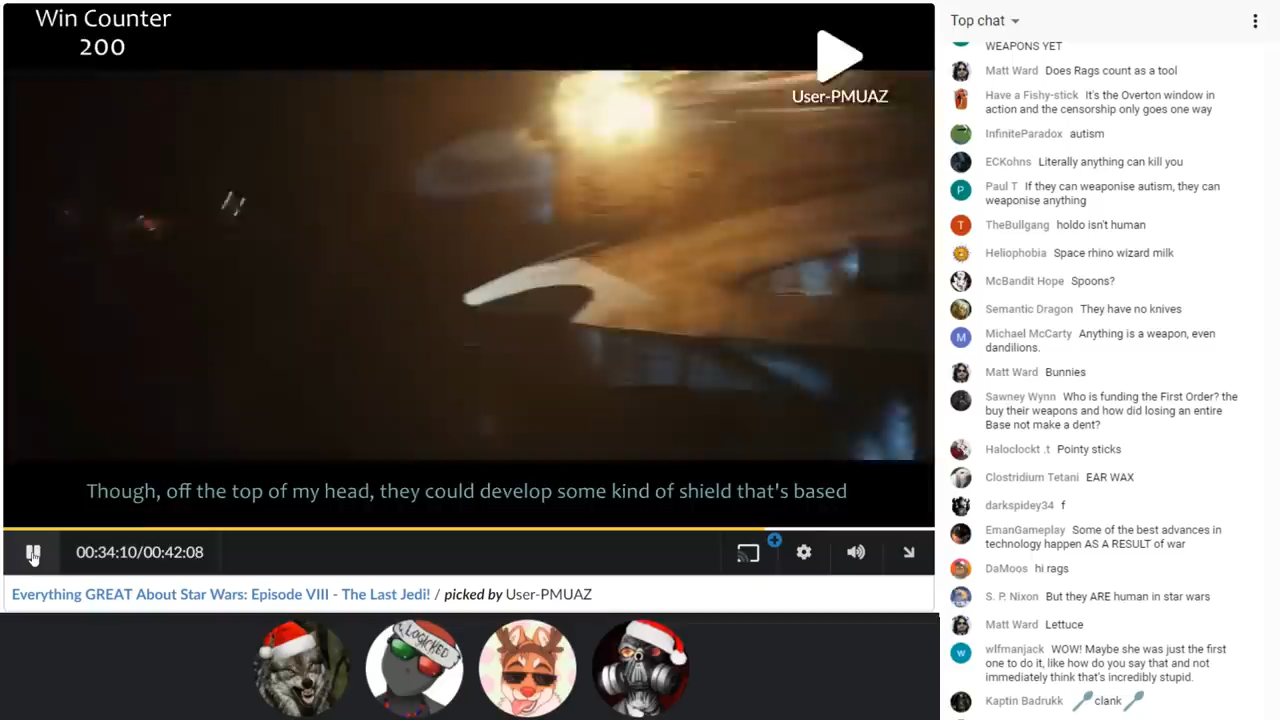 Win Counter
200
User-PMUAZ
Though, off the top of my head, they could develop some kind of shield that's based
00:34:10/00:42:08
Everything GREAT About Star Wars: Episode VIII - The Last Jedi! / picked by User-PMUAZ
LOGICKED
Top chat
WEAPONS YET
Matt Ward Does Rags count as a tool
Have a Fishy-stick It's the Overton window in
action and the censorship only goes one way
InfiniteParadox autism
ECKohns Literally anything can kill you
P
Paul T If they can weaponise autism, they can
weaponise anything
T
TheBullgang holdo isn't human
Heliophobia Space rhino wizard milk
McBandit Hope Spoons?
Semantic Dragon They have no knives
M
Michael McCarty Anything is a weapon, even
dandilions.
Matt Ward Bunnies
Sawney Wynn Who is funding the First Order? the
buy their weapons and how did losing an entire
Base not make a dent?
Haloclockt .t Pointy sticks
Clostridium Tetani EAR WAX
darkspidey34 f
EmanGameplay Some of the best advances in
technology happen AS A RESULT of war
DaMoos hi rags
S. P. Nixon But they ARE human in star wars
Matt Ward Lettuce
w
wlfmanjack WOW! Maybe she was just the first
one to do it, like how do you say that and not
immediately think that's incredibly stupid.
Kaptin Badrukk clank